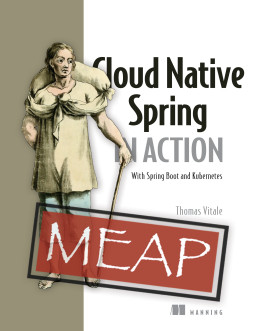 Cloud Native
Spring
IN ACTION
With Spring Boot and Kubernetes
Thomas Vitale
MEAP
MANNING